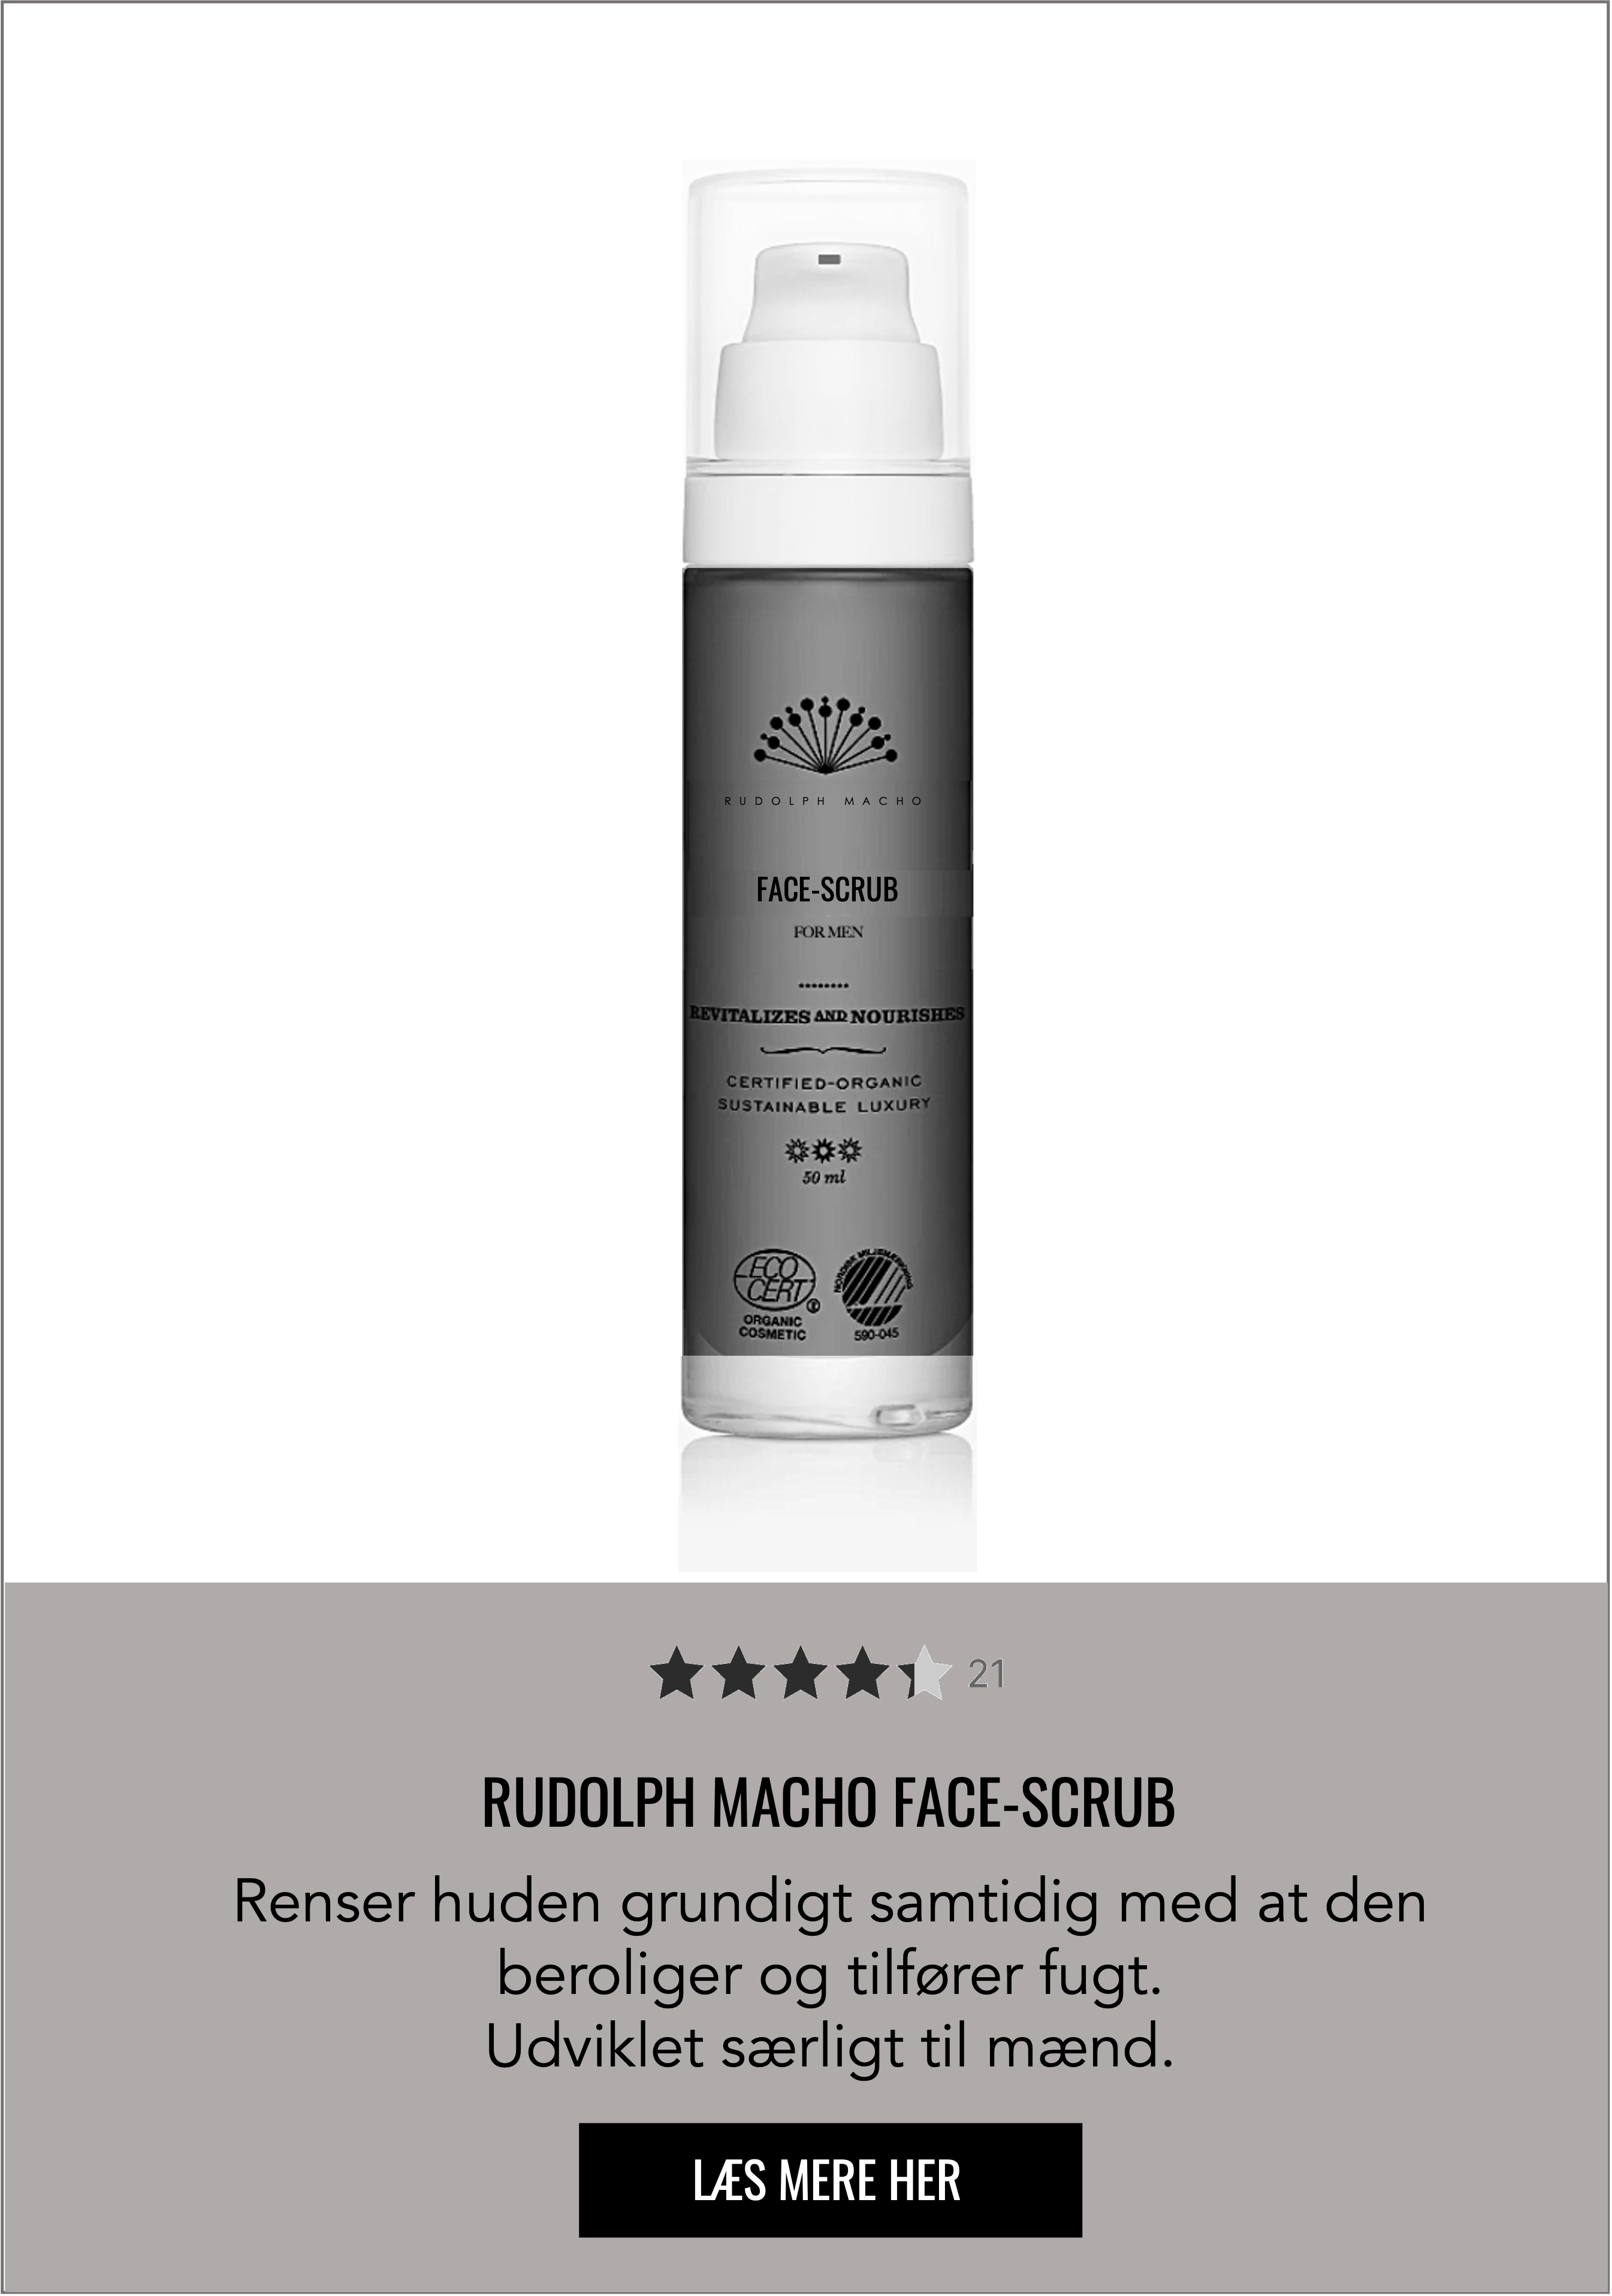 RUDOLPH MACHO
FACE-SCRUB
FOR MEN
REVITALIZES AND NOURISHES
CERTIFIED-ORGANIC
SUSTAINABLE LUXURY
50 ml
ECO
CERT
®
ORGANIC
COSMETIC
NORDISK MILJØMÆRKNING
590-045
21
RUDOLPH MACHO FACE-SCRUB
Renser huden grundigt samtidig med at den
beroliger og tilfører fugt.
Udviklet særligt til mænd.
LÆS MERE HER